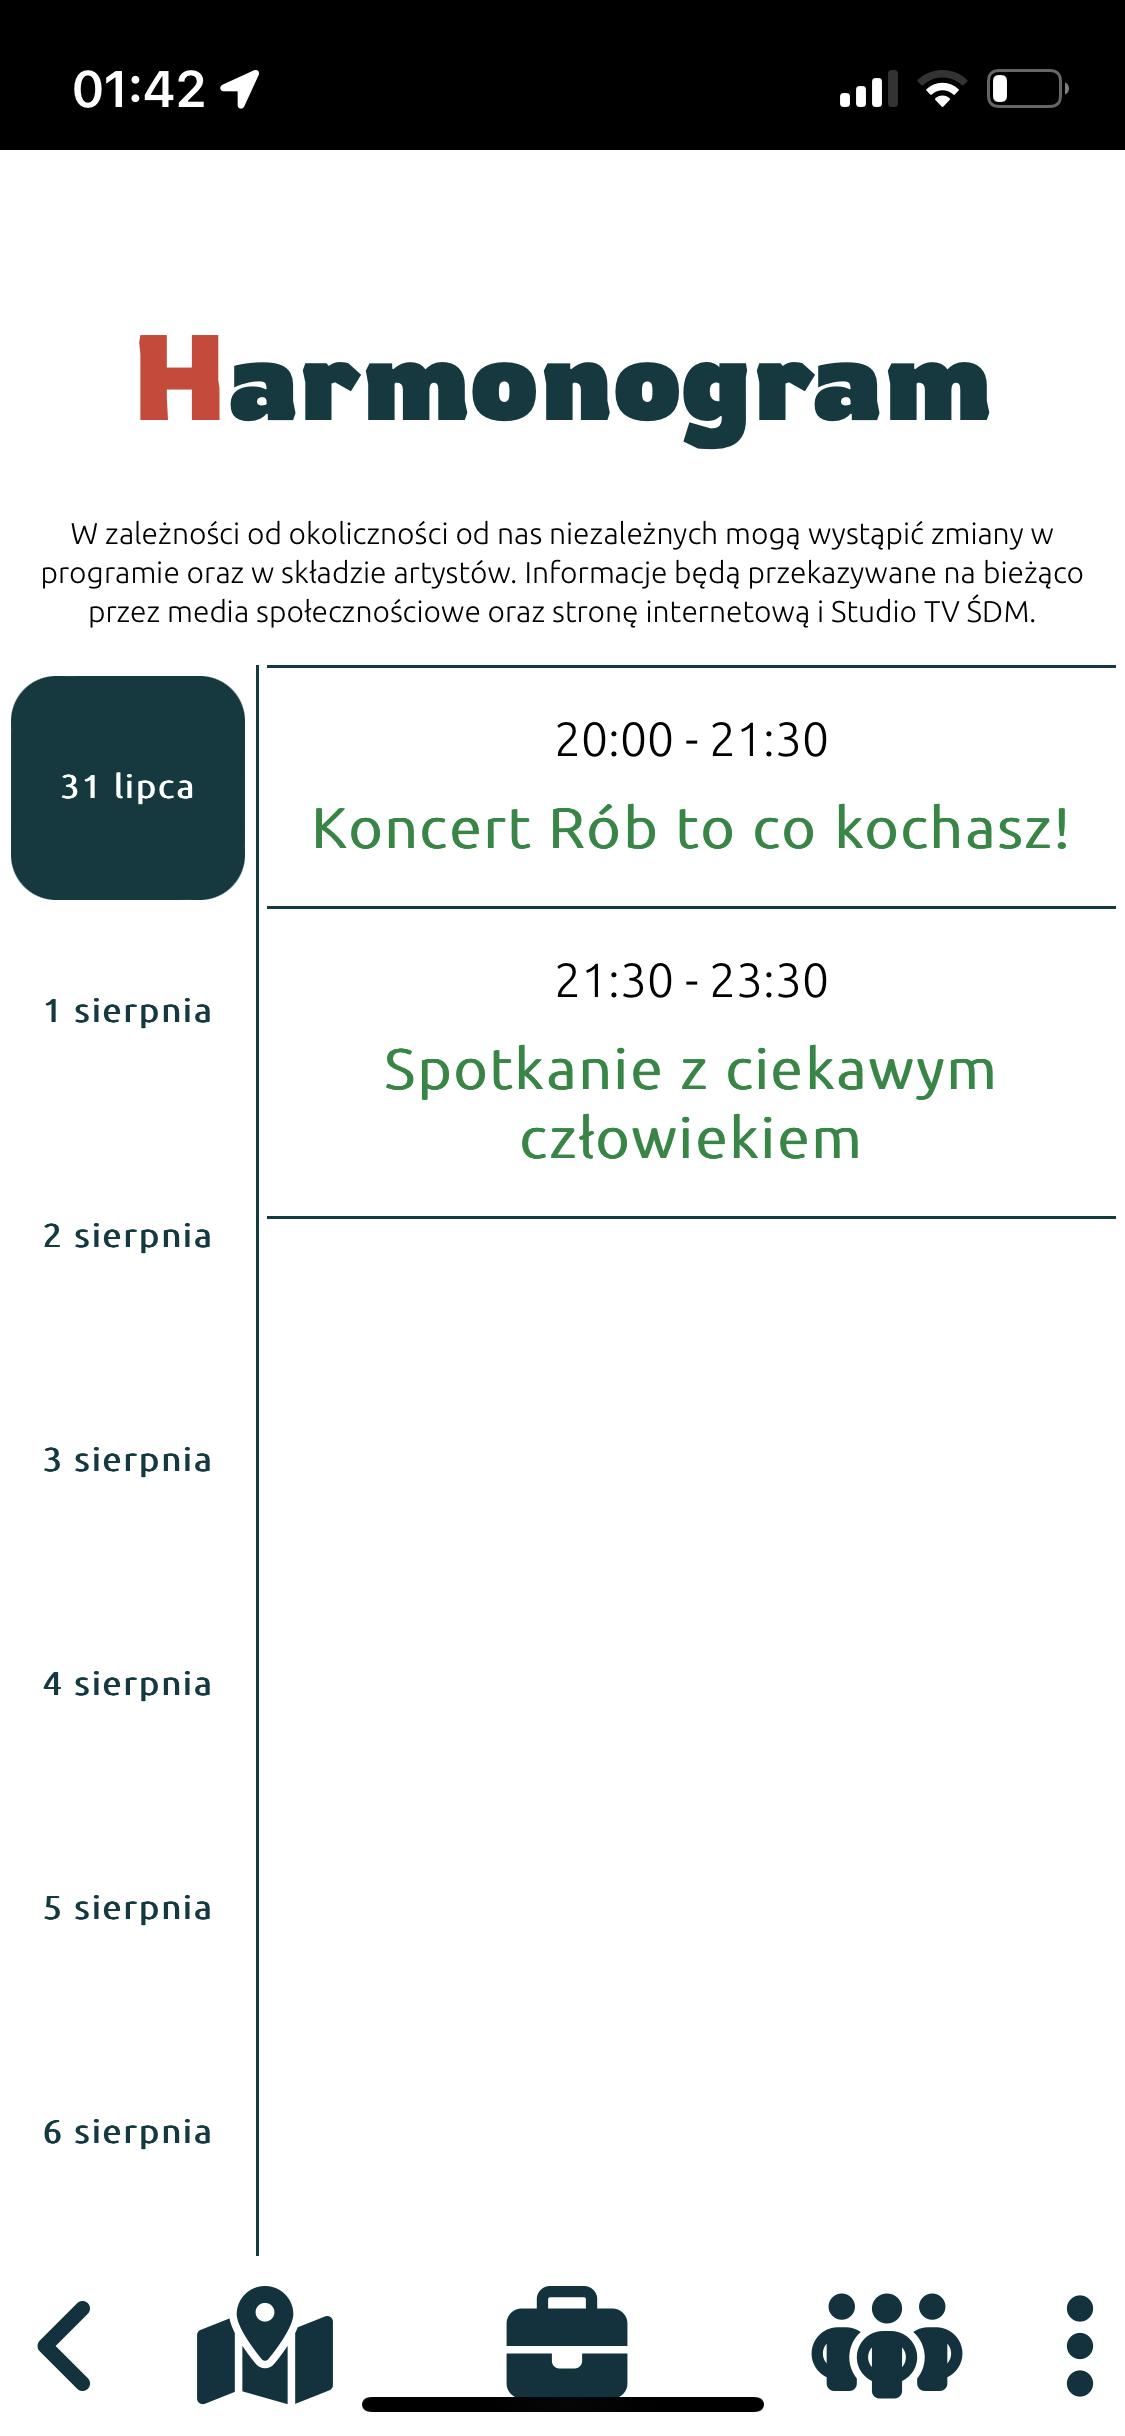 01:42
Harmonogram
W zależności od okoliczności od nas niezależnych mogą wystąpić zmiany w
programie oraz w składzie artystów. Informacje będą przekazywane na bieżąco
przez media społecznościowe oraz stronę internetową i Studio TV ŚDM.
31 lipca
20:00 - 21:30
Koncert Rób to co kochasz!
21:30 - 23:30
Spotkanie z ciekawym
człowiekiem
1 sierpnia
2 sierpnia
3 sierpnia
4 sierpnia
5 sierpnia
6 sierpnia